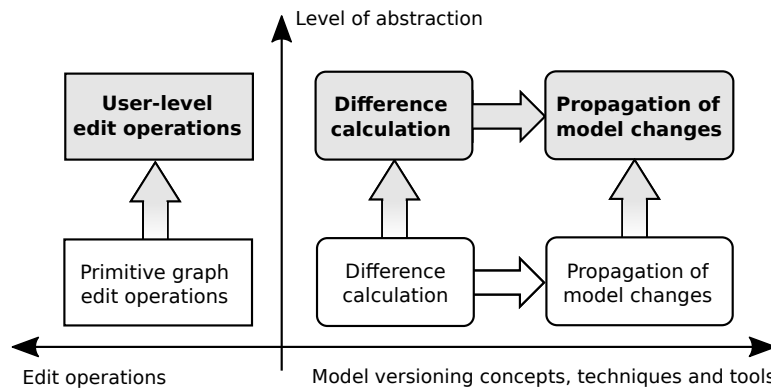 Level of abstraction
User-level
edit operations
Difference
calculation
Propagation of
model changes
Primitive graph
edit operations
Difference
calculation
Propagation of
model changes
Edit operations
Model versioning concepts, techniques and tools